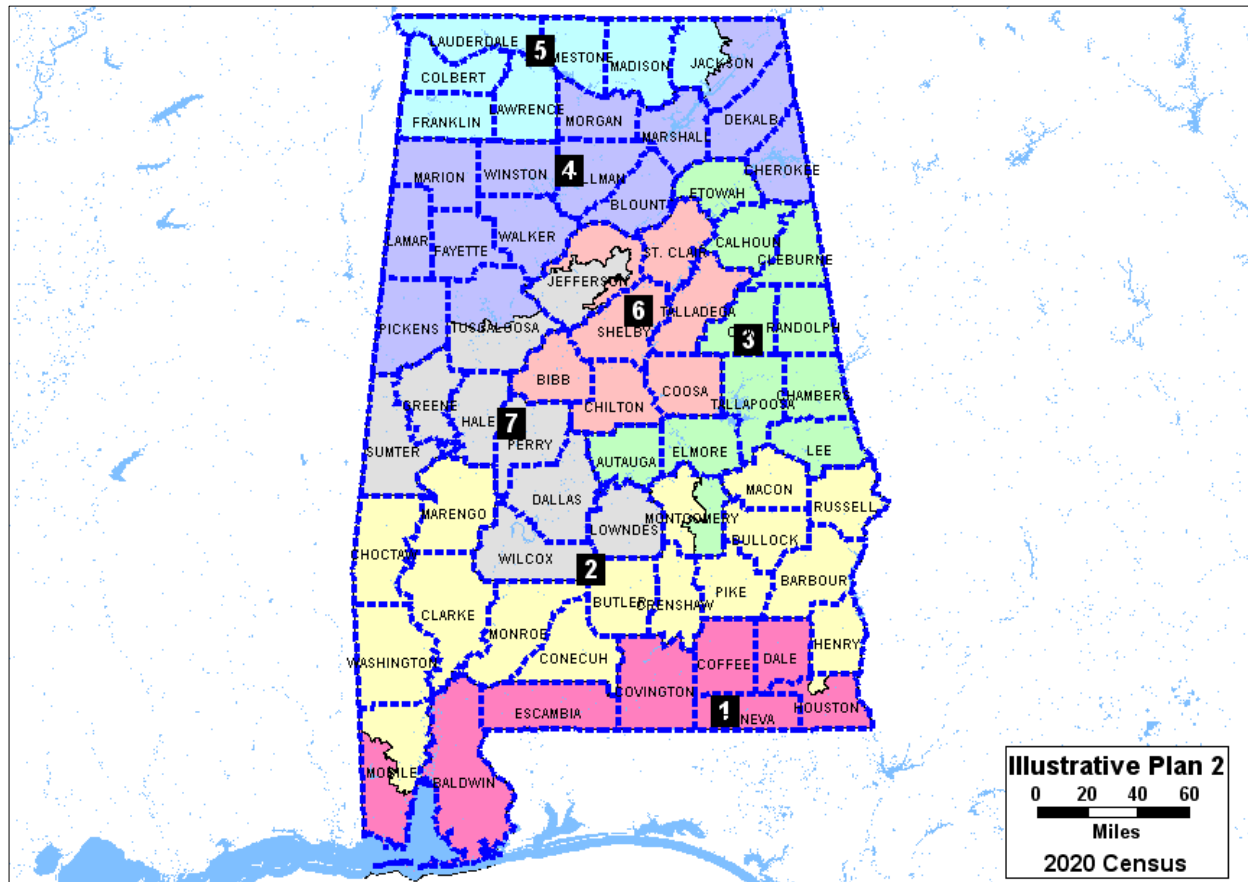 AUDERDALE
5
MESTONE
MADISON
JACKSON
COLBERT
LAWRENCE
FRANKLIN
MORGAN
MARSHALL
DEKALB
4
LLMAN
CHEROKEE
MARION
WINSTON
BLOUNT
ETOWAH
LAMAR
FAYETTE
WALKER
ST. CLAIR
CALHOUN
CLEBURNE
JEFFERSON
6
TALLADEGA
PICKENS
TUSCALOOSA
SHELBY
3
RANDOLPH
BIBB
CHILTON
COOSA
TALLAPOOSA
CHAMBERS
GREENE
HALE
7
PERRY
SUMTER
AUTAUGA
ELMORE
LEE
DALLAS
MACON
MARENGO
LOWNDES
MONTGOMERY
RUSSELL
CHOCTAW
WILCOX
BULLOCK
2
BUTLER
CRENSHAW
PIKE
BARBOUR
CLARKE
MONROE
CONECUH
HENRY
WASHINGTON
COFFEE
DALE
COVINGTON
ESCAMBIA
1
NEVA
HOUSTON
MOBILE
BALDWIN
Illustrative Plan 2
0 20 40 60
Miles
2020 Census